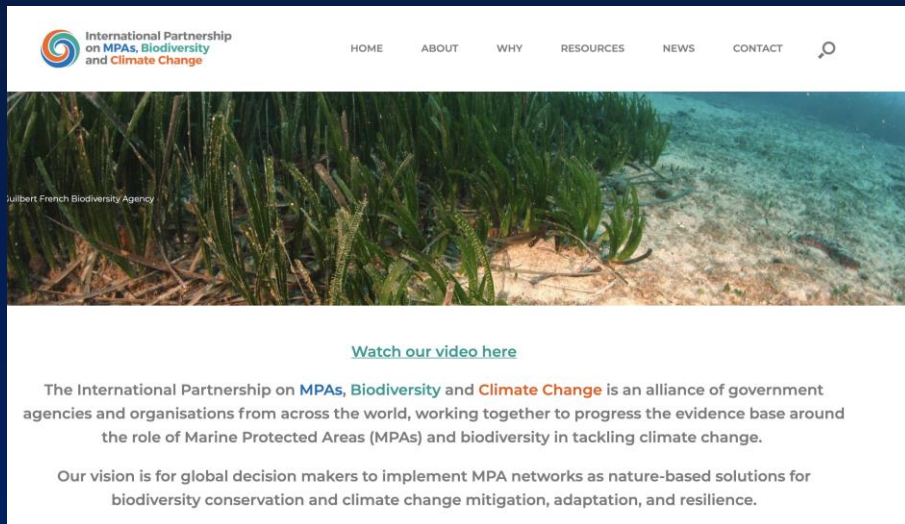 International Partnership
on MPAs, Biodiversity
and Climate Change
HOME ABOUT WHY RESOURCES NEWS CONTACT
Guilbert French Biodiversity Agency
Watch our video here
The International Partnership on MPAs, Biodiversity and Climate Change is an alliance of government
agencies and organisations from across the world, working together to progress the evidence base around
the role of Marine Protected Areas (MPAs) and biodiversity in tackling climate change.
Our vision is for global decision makers to implement MPA networks as nature-based solutions for
biodiversity conservation and climate change mitigation, adaptation, and resilience.